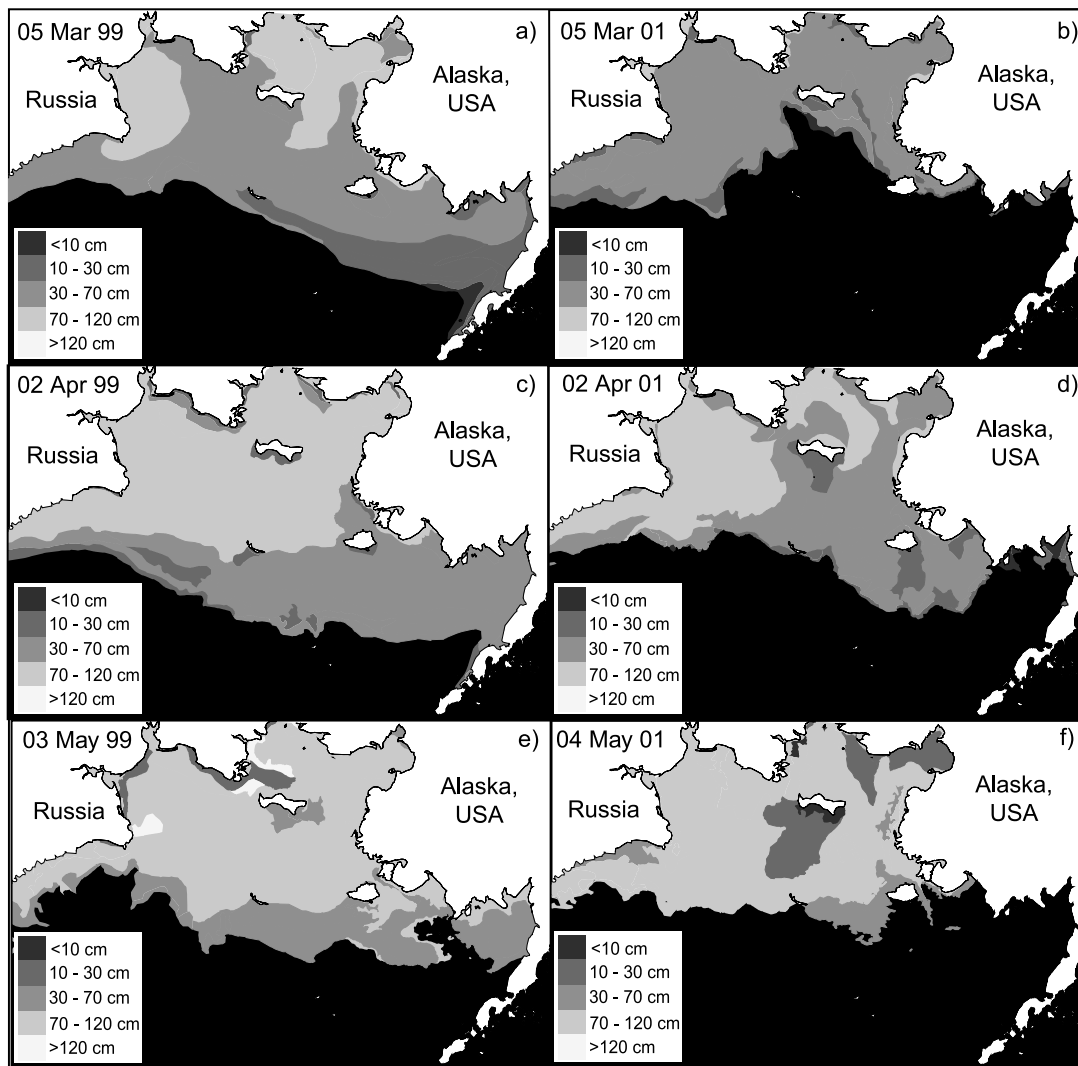 05 Mar 99
a)
Russia
Alaska,
USA
<10 cm
10 - 30 cm
30 - 70 cm
70 - 120 cm
>120 cm
05 Mar 01
b)
Russia
Alaska,
USA
<10 cm
10 - 30 cm
30 - 70 cm
70 - 120 cm
>120 cm
02 Apr 99
c)
Russia
Alaska,
USA
<10 cm
10 - 30 cm
30 - 70 cm
70 - 120 cm
>120 cm
02 Apr 01
d)
Russia
Alaska,
USA
<10 cm
10 - 30 cm
30 - 70 cm
70 - 120 cm
>120 cm
03 May 99
e)
Russia
Alaska,
USA
<10 cm
10 - 30 cm
30 - 70 cm
70 - 120 cm
>120 cm
04 May 01
f)
Russia
Alaska,
USA
<10 cm
10 - 30 cm
30 - 70 cm
70 - 120 cm
>120 cm